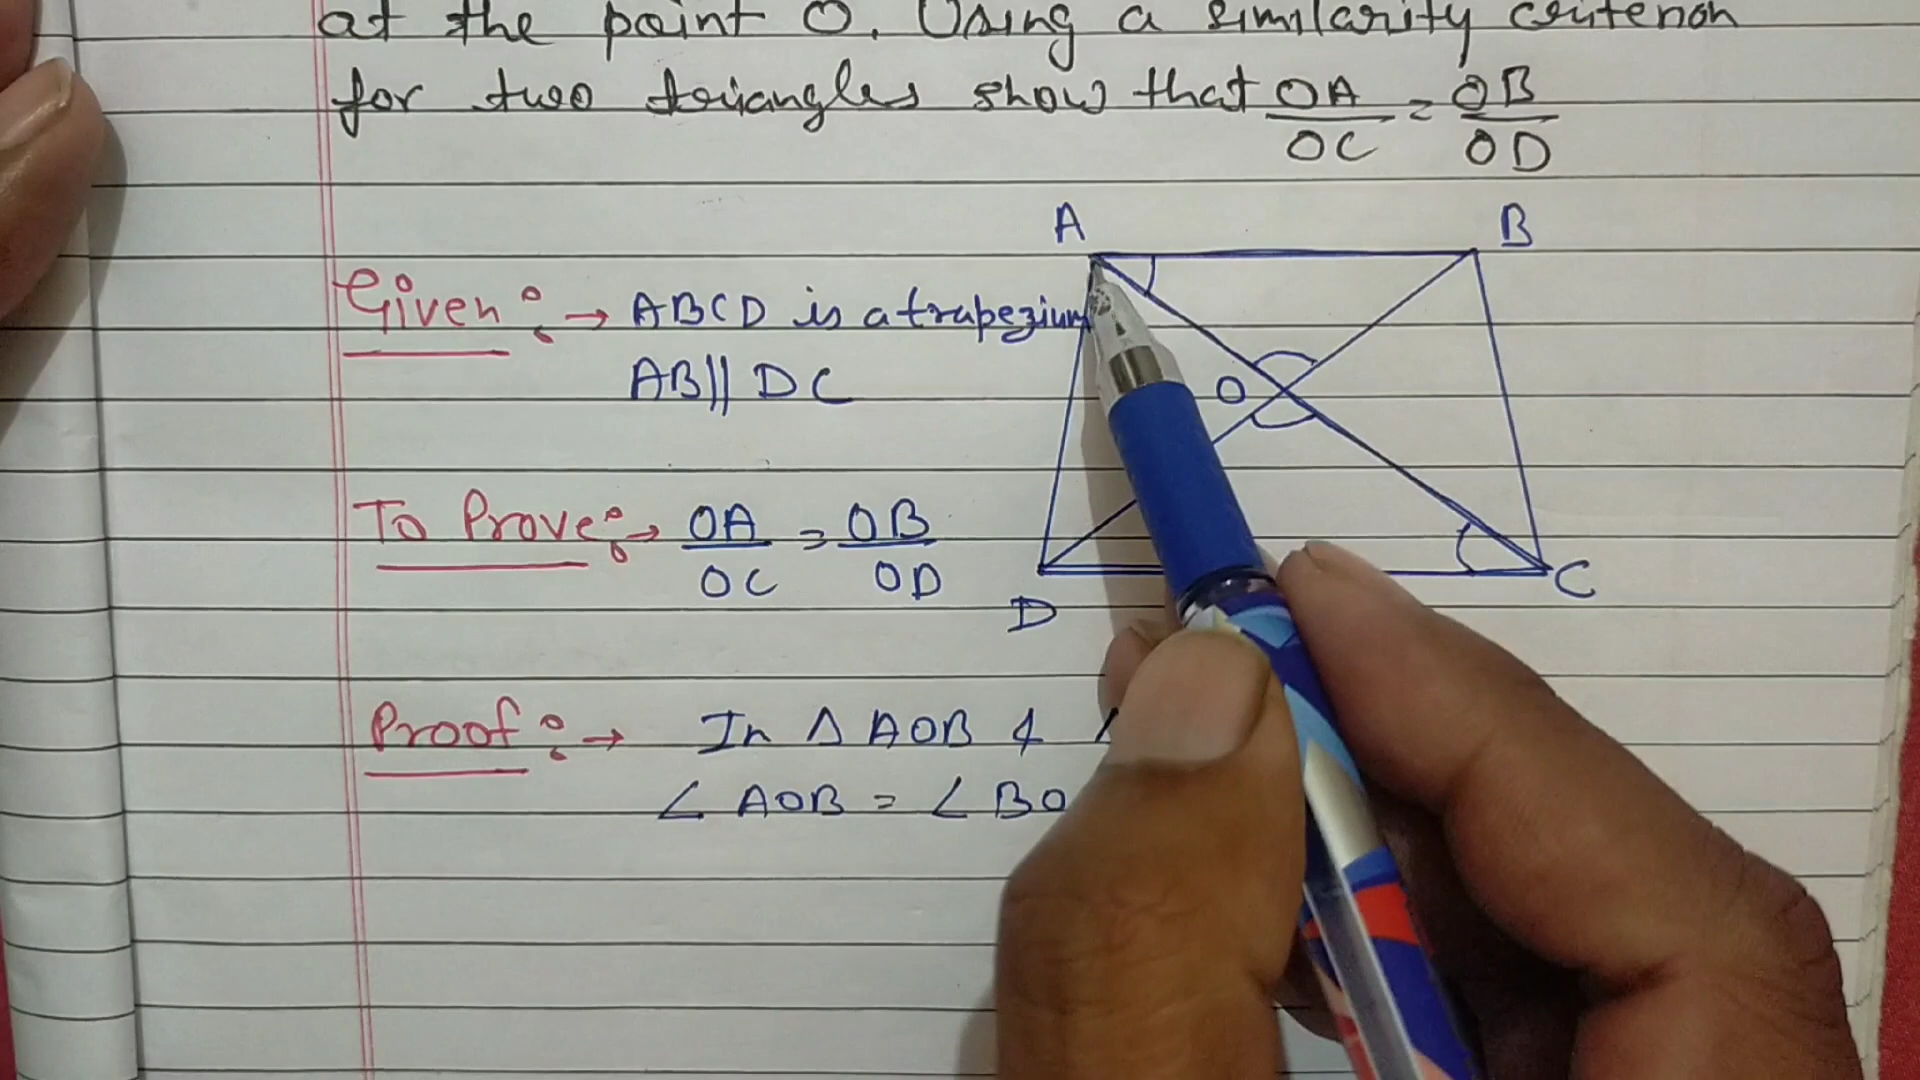 at the point O. Using a similarity criterion
for two triangles show that OA/OC = OB/OD
A
B
Given :→ ABCD is a trapezium
AB || DC
O
To Prove :→ OA/OC = OB/OD
C
D
Proof :→ In Δ AOB &
∠ AOB = ∠ BO